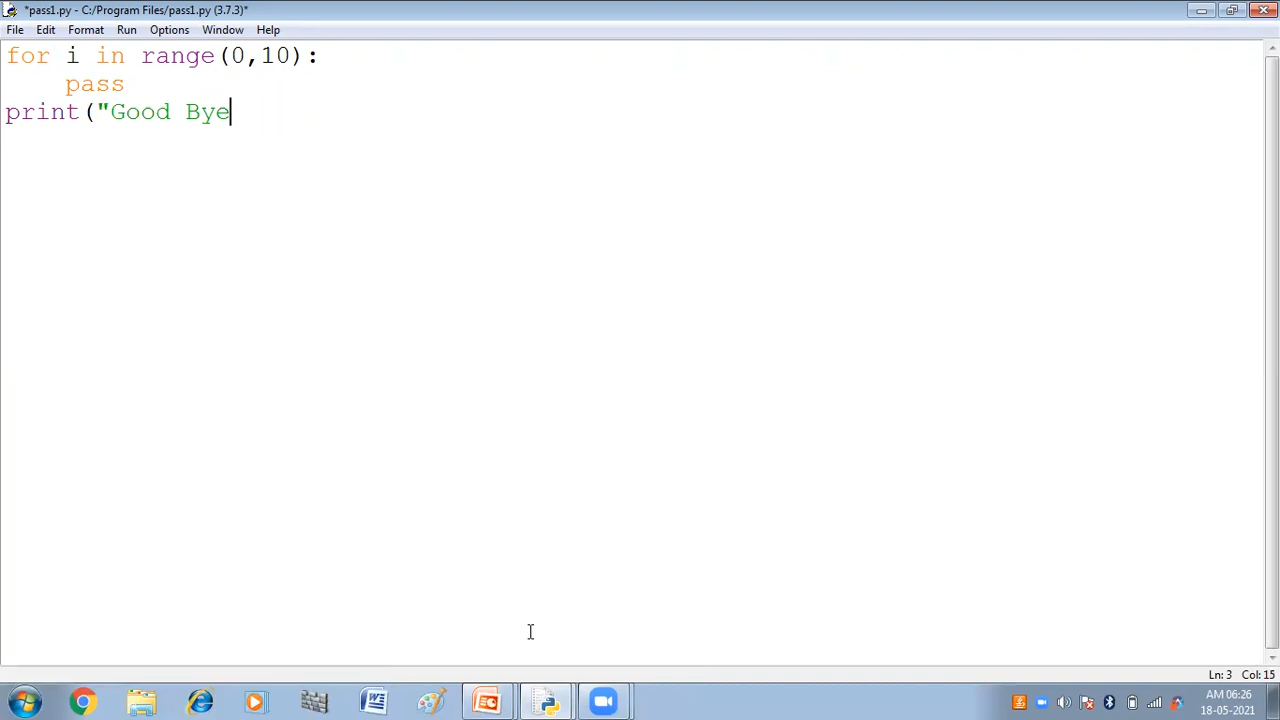 *pass1.py - C:/Program Files/pass1.py (3.7.3)*
File Edit Format Run Options Window Help
for i in range(0,10):
    pass
print("Good Bye
Ln: 3 Col: 15
AM 06:26
18-05-2021